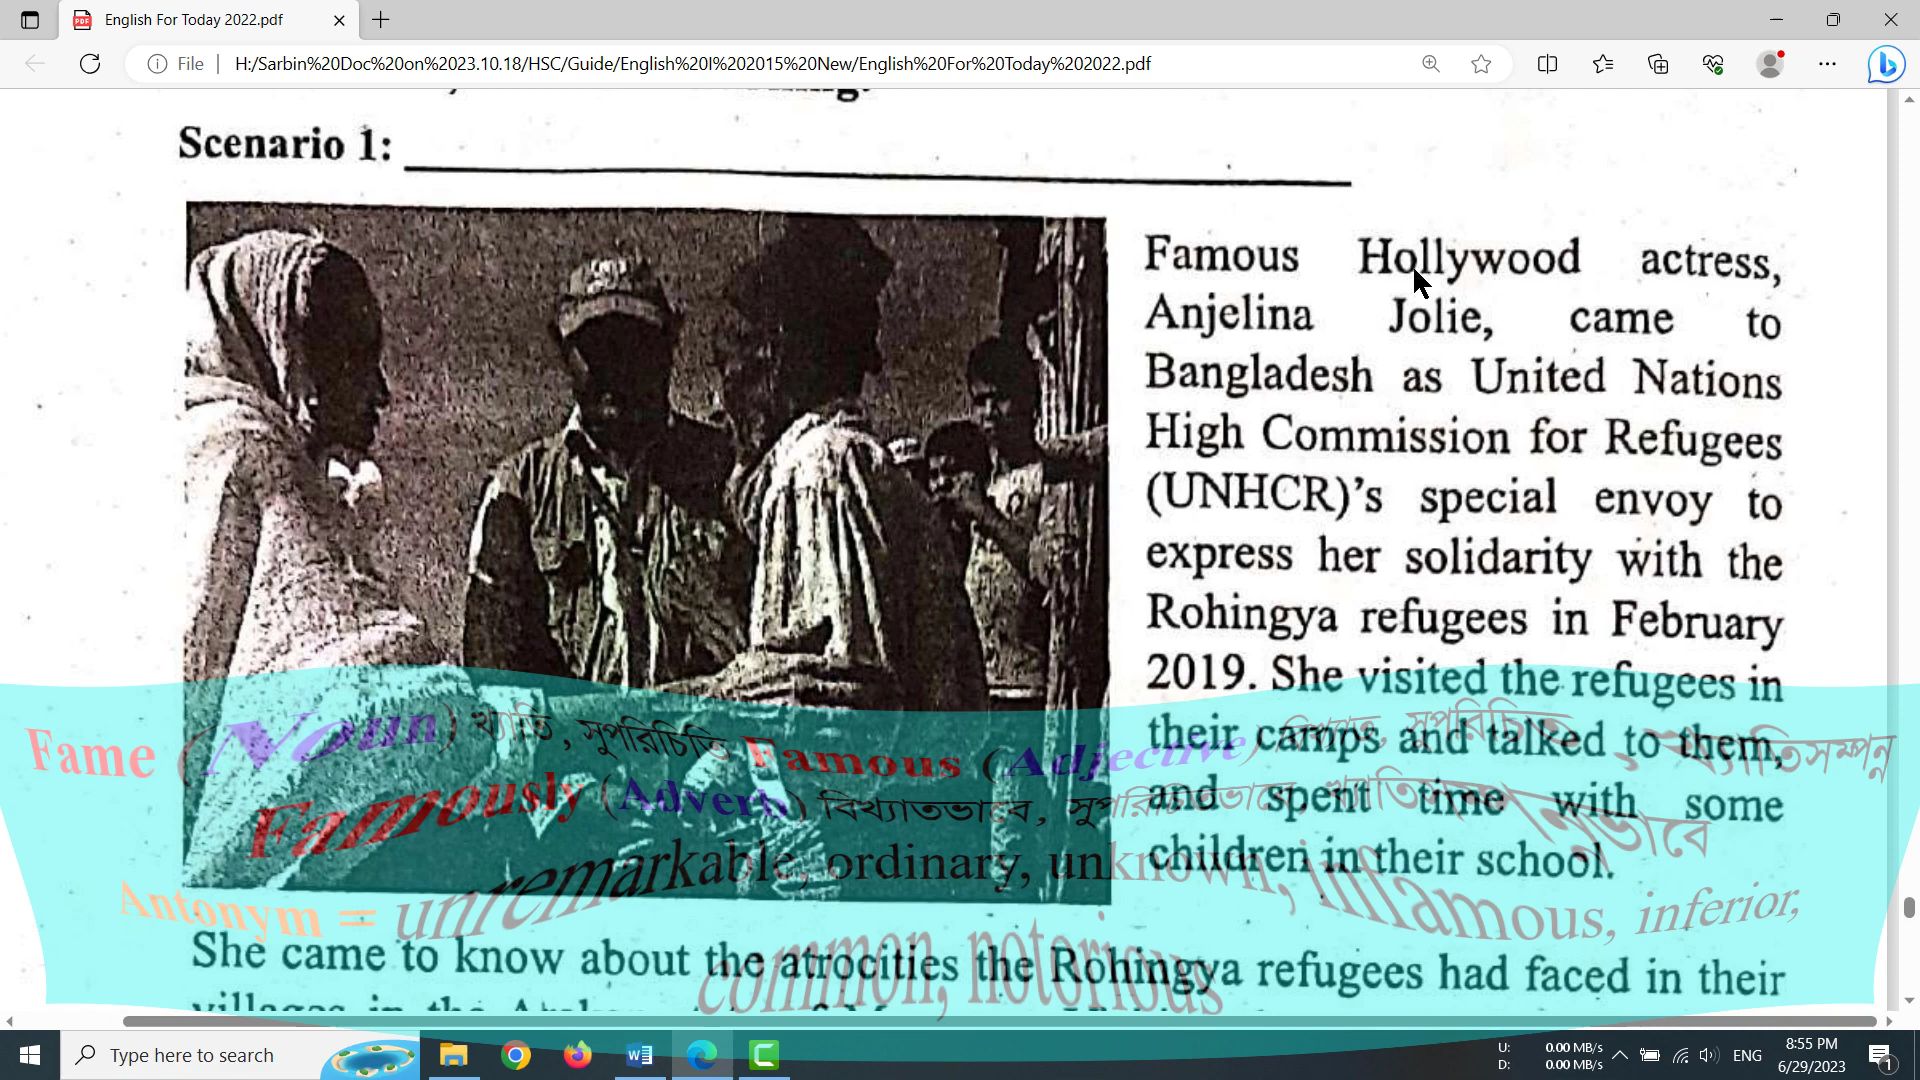 English For Today 2022.pdf
File
H:/Sarbin%20Doc%20on%2023.10.18/HSC/Guide/English%20I%202015%20New/English%20For%20Today%202022.pdf
Scenario 1:
Famous Hollywood actress,
Anjelina Jolie, came to
Bangladesh as United Nations
High Commission for Refugees
(UNHCR)'s special envoy to
express her solidarity with the
Rohingya refugees in February
2019. She visited the refugees in
their camps and talked to them,
and spent time with some
children in their school.
She came to know about the atrocities the Rohingya refugees had faced in their
Fame (Noun) খ্যাতি, সুপরিচিতি Famous (Adjective) বিখ্যাত, সুপরিচিত, খ্যাতিসম্পন্ন
Famously (Adverb) বিখ্যাতভাবে, সুপরিচিতভাবে,
Antonym = unremarkable, ordinary, unknown, infamous, inferior,
common, notorious
Type here to search
U: 0.00 MB/s
D: 0.00 MB/s
ENG
8:55 PM
6/29/2023
1